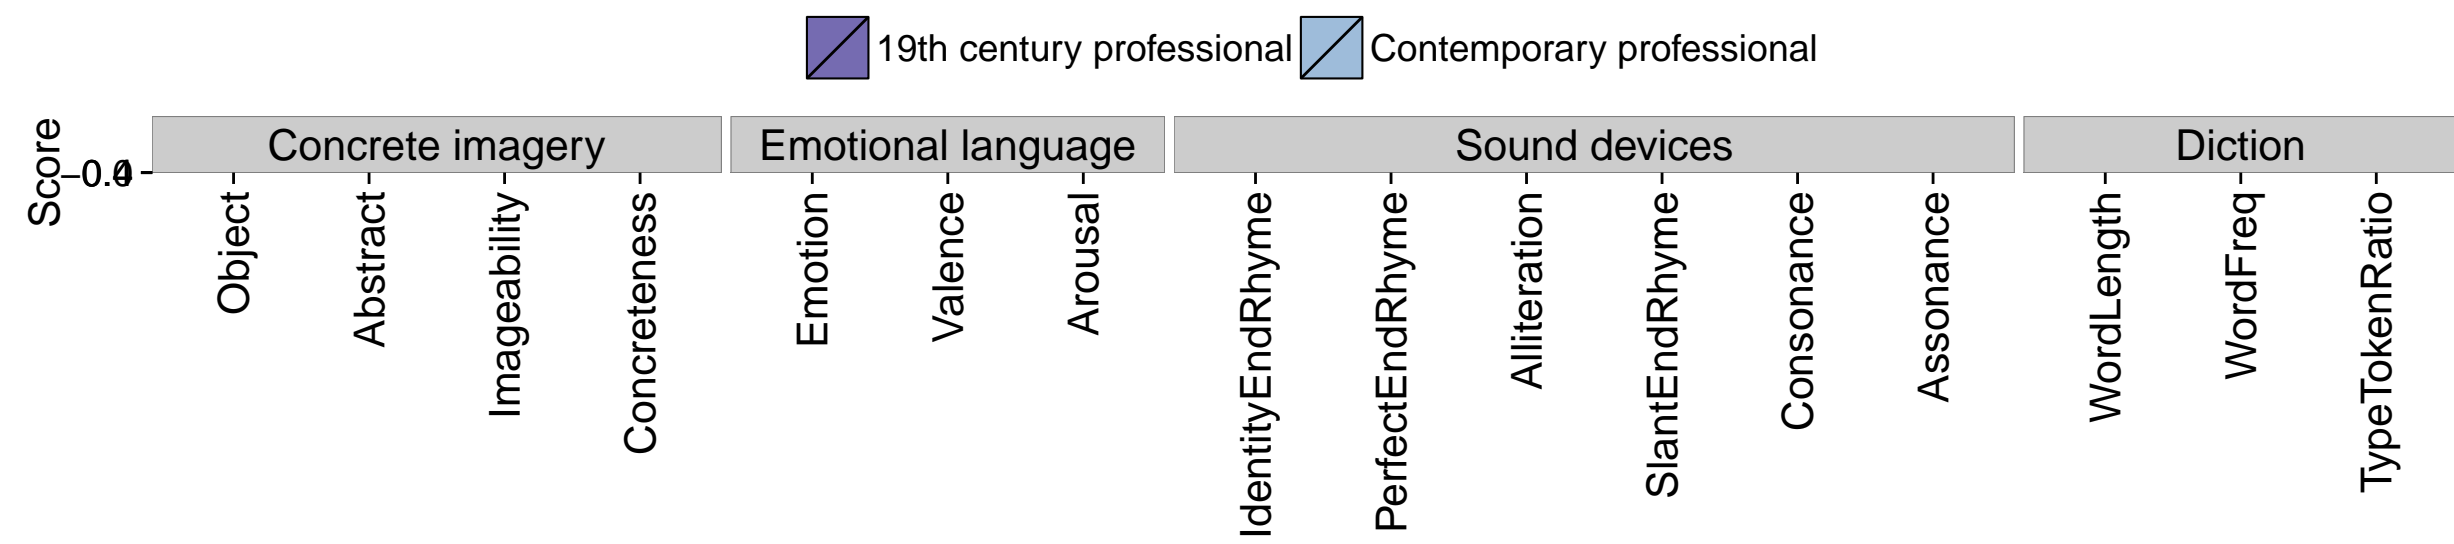 19th century professional Contemporary professional
Concrete imagery Emotional language Sound devices Diction
Score
Object
Abstract
Imageability
Concreteness
Emotion
Valence
Arousal
IdentityEndRhyme
PerfectEndRhyme
Alliteration
SlantEndRhyme
Consonance
Assonance
WordLength
WordFreq
TypeTokenRatio